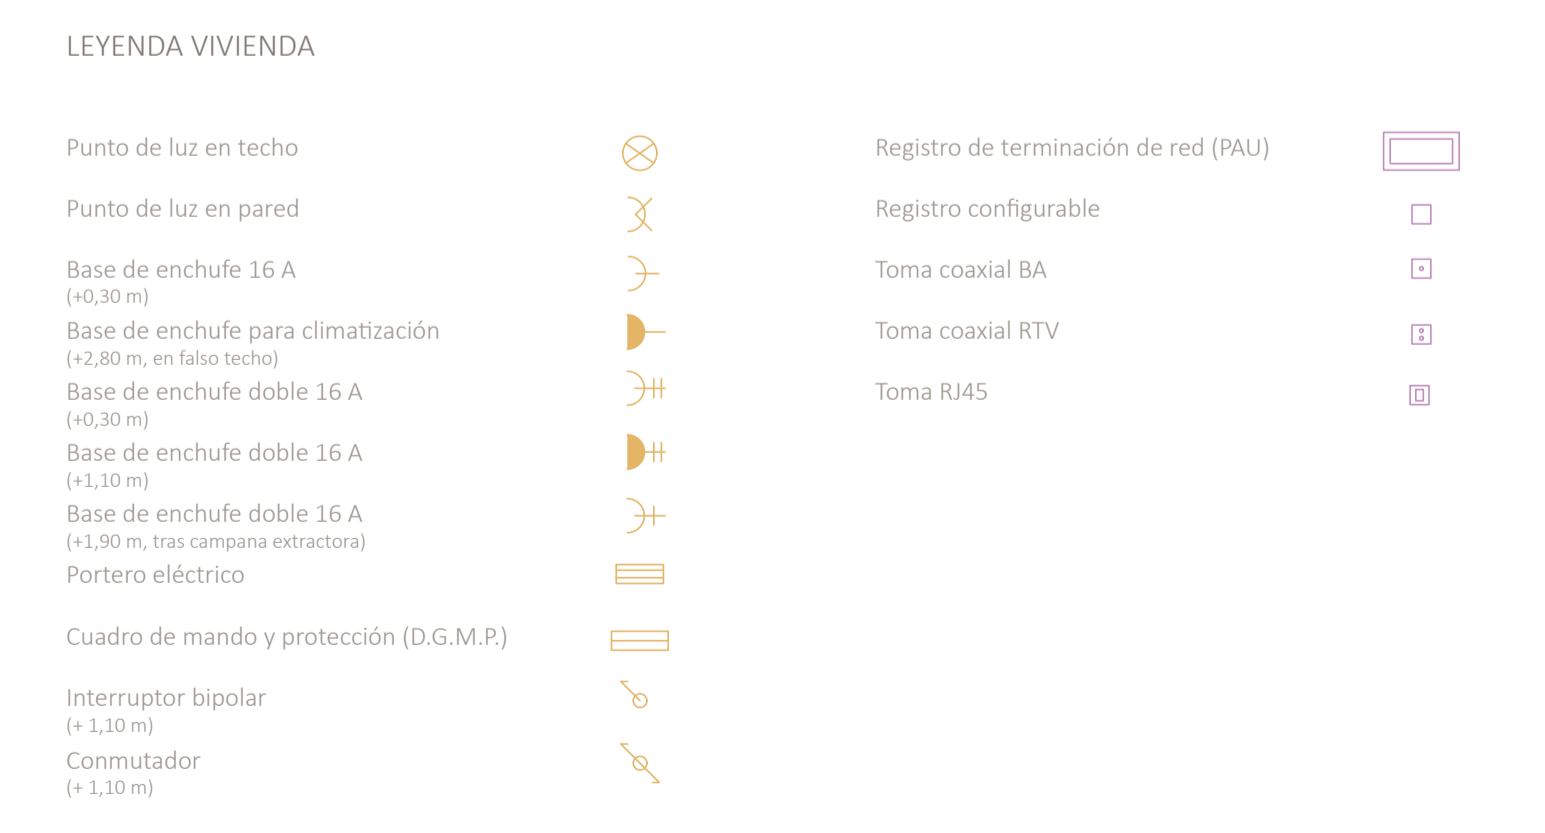 LEYENDA VIVIENDA
Punto de luz en techo
Punto de luz en pared
Base de enchufe 16 A
(+0,30 m)
Base de enchufe para climatización
(+2,80 m, en falso techo)
Base de enchufe doble 16 A
(+0,30 m)
Base de enchufe doble 16 A
(+1,10 m)
Base de enchufe doble 16 A
(+1,90 m, tras campana extractora)
Portero eléctrico
Cuadro de mando y protección (D.G.M.P.)
Interruptor bipolar
(+ 1,10 m)
Conmutador
(+ 1,10 m)
Registro de terminación de red (PAU)
Registro configurable
Toma coaxial BA
Toma coaxial RTV
Toma RJ45